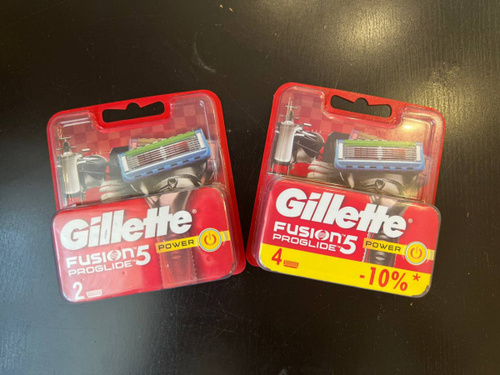 Gillette
FUSION5
PROGLIDE
POWER
2
Gillette
FUSION5
PROGLIDE
POWER
4
-10%*